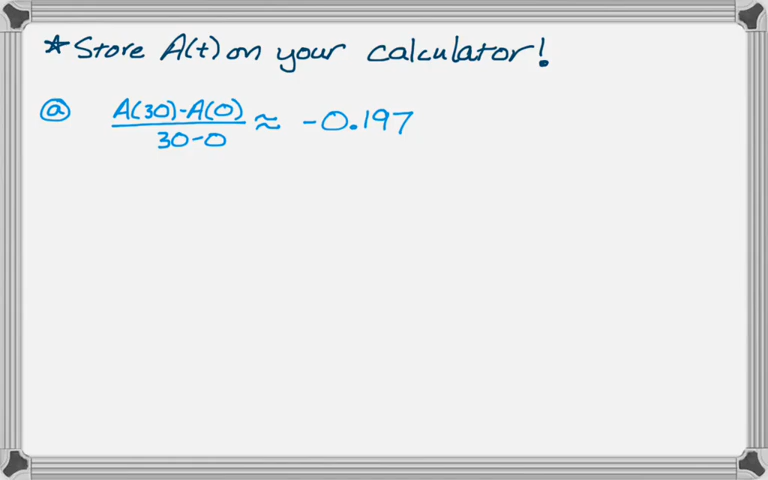 ★Store A(t) on your calculator!
ⓐ A(30)-A(0)/30-0 ≈ -0.197